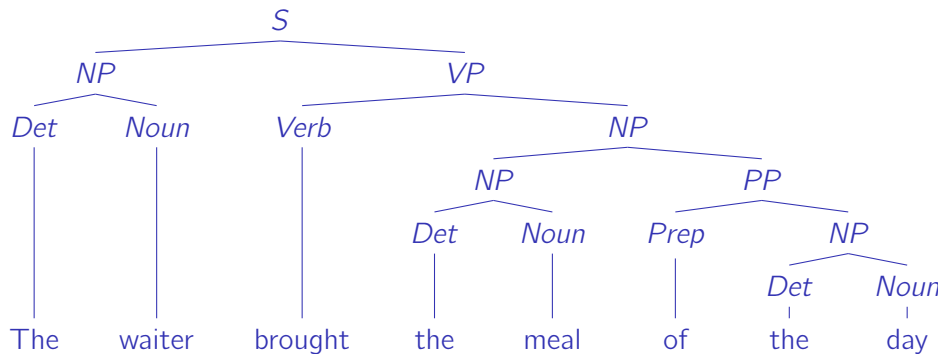 S
NP VP
Det Noun Verb NP
NP PP
Det Noun Prep NP
Det Noun
The waiter brought the meal of the day